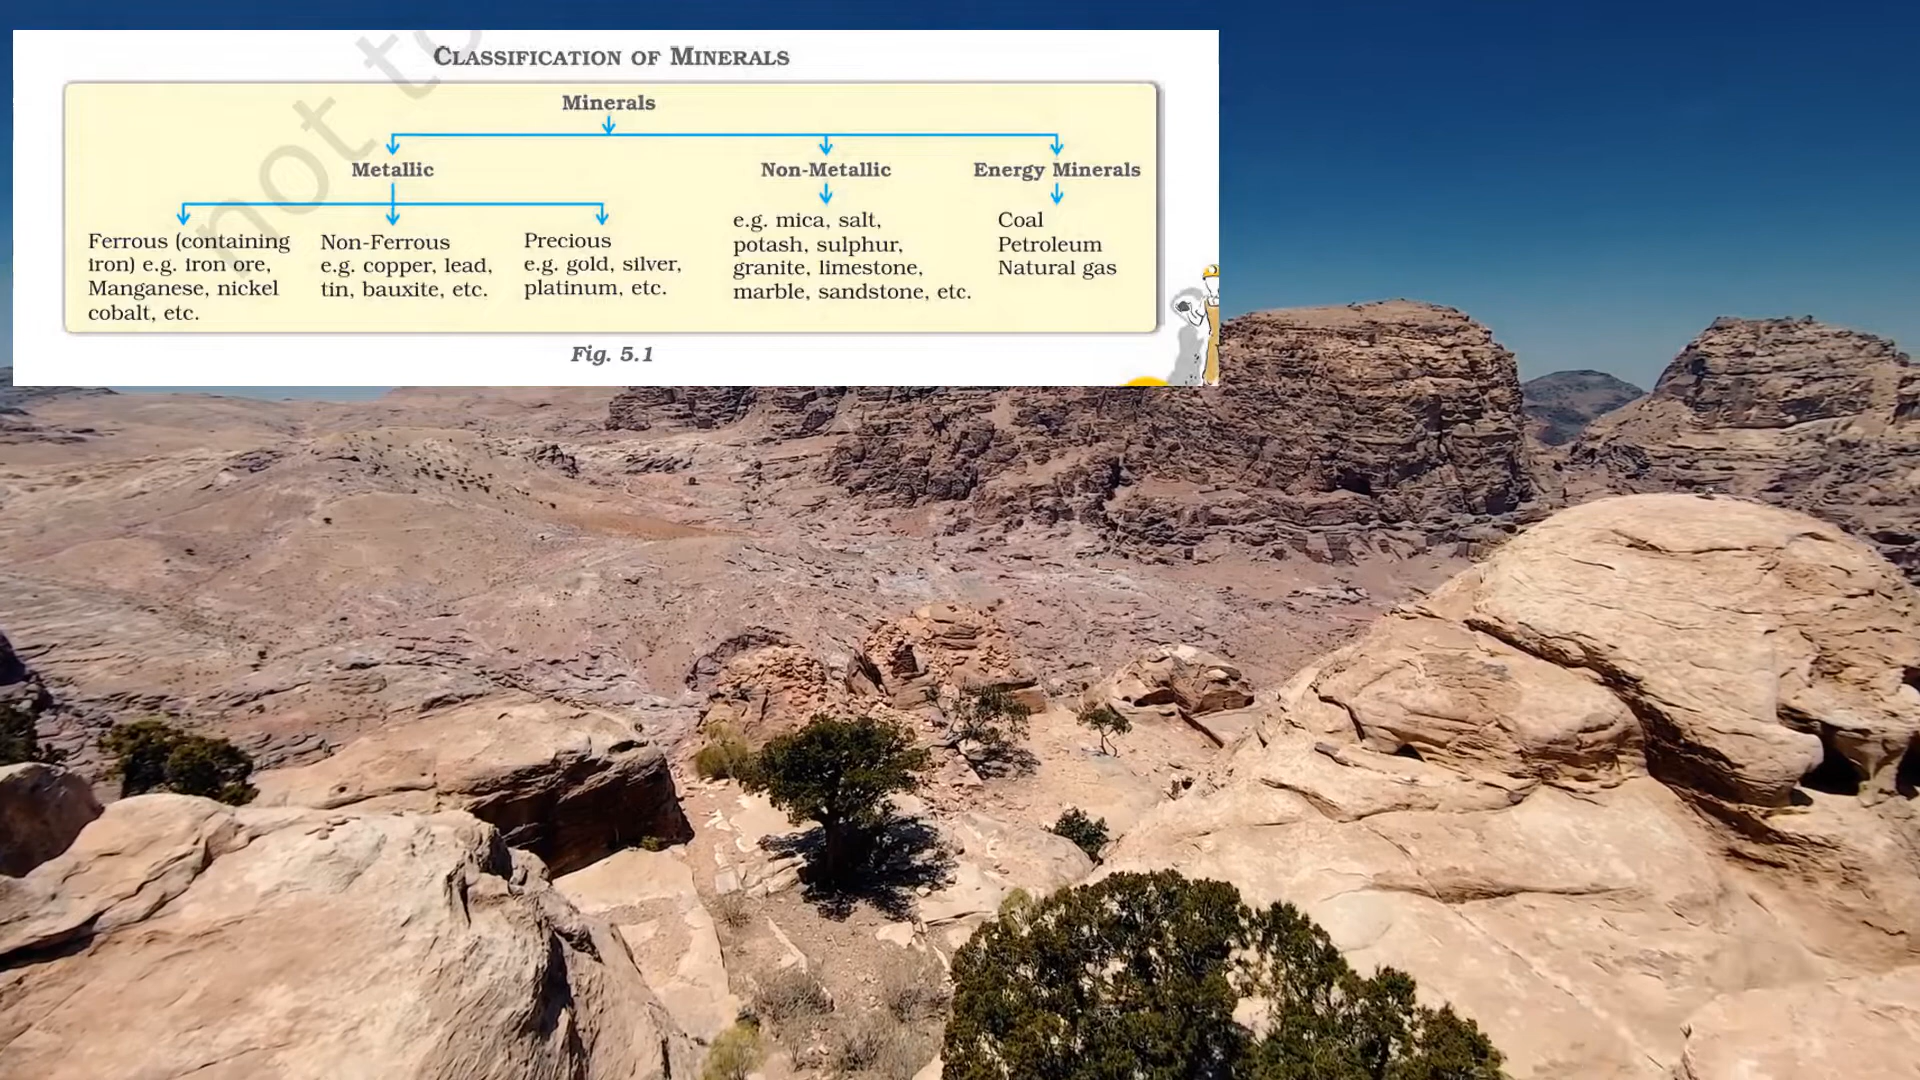 CLASSIFICATION OF MINERALS
Minerals
Metallic
Non-Metallic
Energy Minerals
Ferrous (containing
iron) e.g. iron ore,
Manganese, nickel
cobalt, etc.
Non-Ferrous
e.g. copper, lead,
tin, bauxite, etc.
Precious
e.g. gold, silver,
platinum, etc.
e.g. mica, salt,
potash, sulphur,
granite, limestone,
marble, sandstone, etc.
Coal
Petroleum
Natural gas
Fig. 5.1
not to